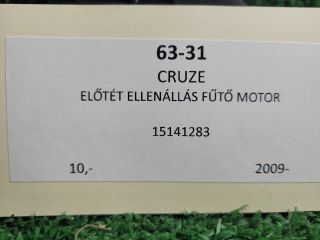 63-31
CRUZE
ELŐTÉT ELLENÁLLÁS FŰTŐ MOTOR
15141283
10,- 2009-